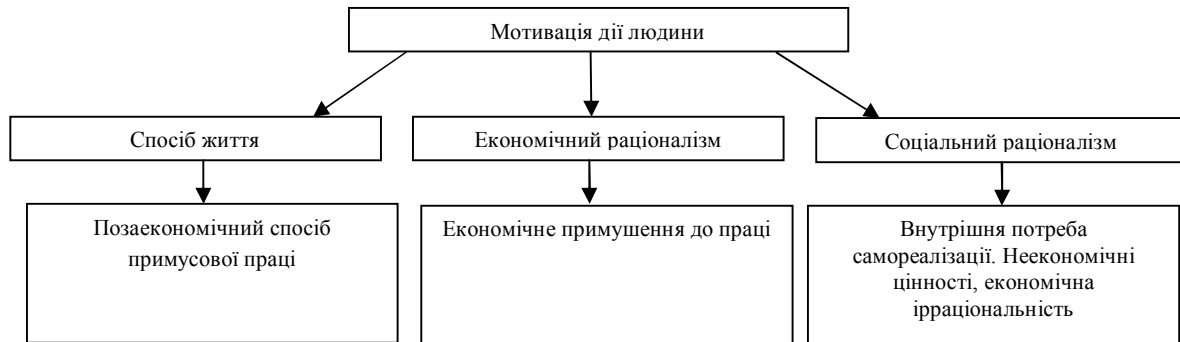 Мотивація дії людини
Спосіб життя
Економічний раціоналізм
Соціальний раціоналізм
Позаекономічний спосіб
примусової праці
Економічне примушення до праці
Внутрішня потреба
самореалізації. Неекономічні
цінності, економічна
ірраціональність